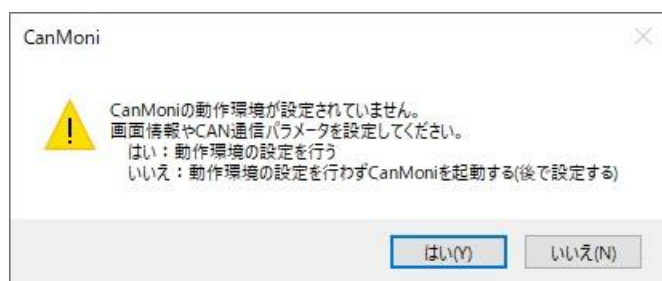 CanMoni
CanMoniの動作環境が設定されていません。
画面情報やCAN通信パラメータを設定してください。
はい：動作環境の設定を行う
いいえ：動作環境の設定を行わずCanMoniを起動する(後で設定する)
はい(Y)
いいえ(N)